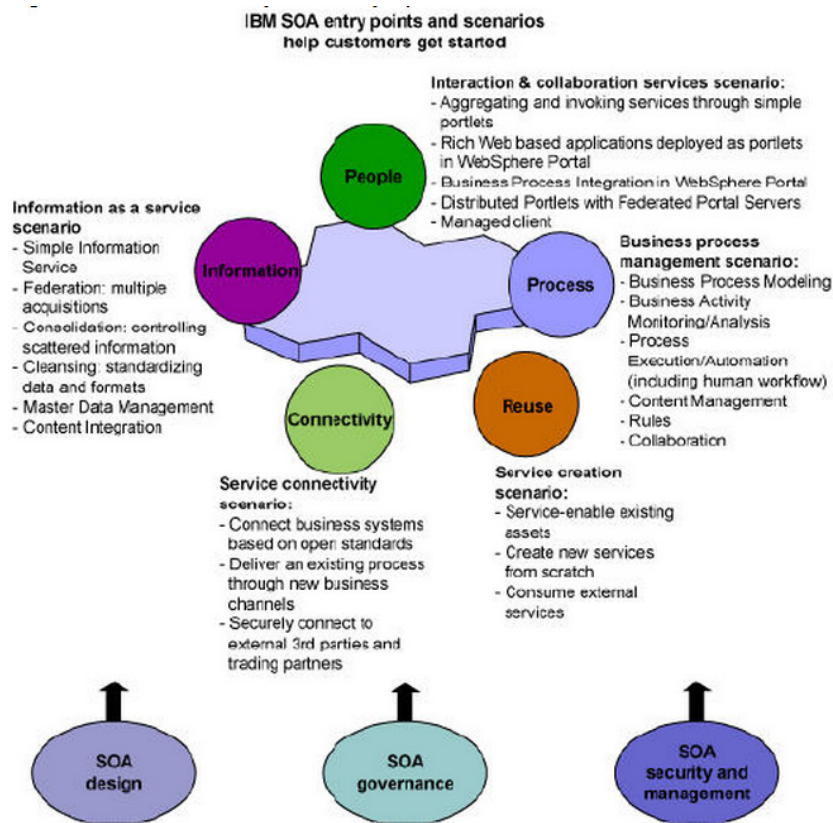 IBM SOA entry points and scenarios
help customers get started
Interaction & collaboration services scenario:
- Aggregating and invoking services through simple
portlets
- Rich Web based applications deployed as portlets
in WebSphere Portal
- Business Process Integration in WebSphere Portal
- Distributed Portlets with Federated Portal Servers
- Managed client
People
Information as a service
scenario
- Simple Information
Service
- Federation: multiple
acquisitions
- Consolidation: controlling
scattered information
- Cleansing: standardizing
data and formats
- Master Data Management
- Content Integration
Information
Process
Business process
management scenario:
- Business Process Modeling
- Business Activity
Monitoring/Analysis
- Process
Execution/Automation
(including human workflow)
- Content Management
- Rules
- Collaboration
Connectivity
Reuse
Service connectivity
scenario:
- Connect business systems
based on open standards
- Deliver an existing process
through new business
channels
- Securely connect to
external 3rd parties and
trading partners
Service creation
scenario:
- Service-enable existing
assets
- Create new services
from scratch
- Consume external
services
SOA
design
SOA
governance
SOA
security and
management